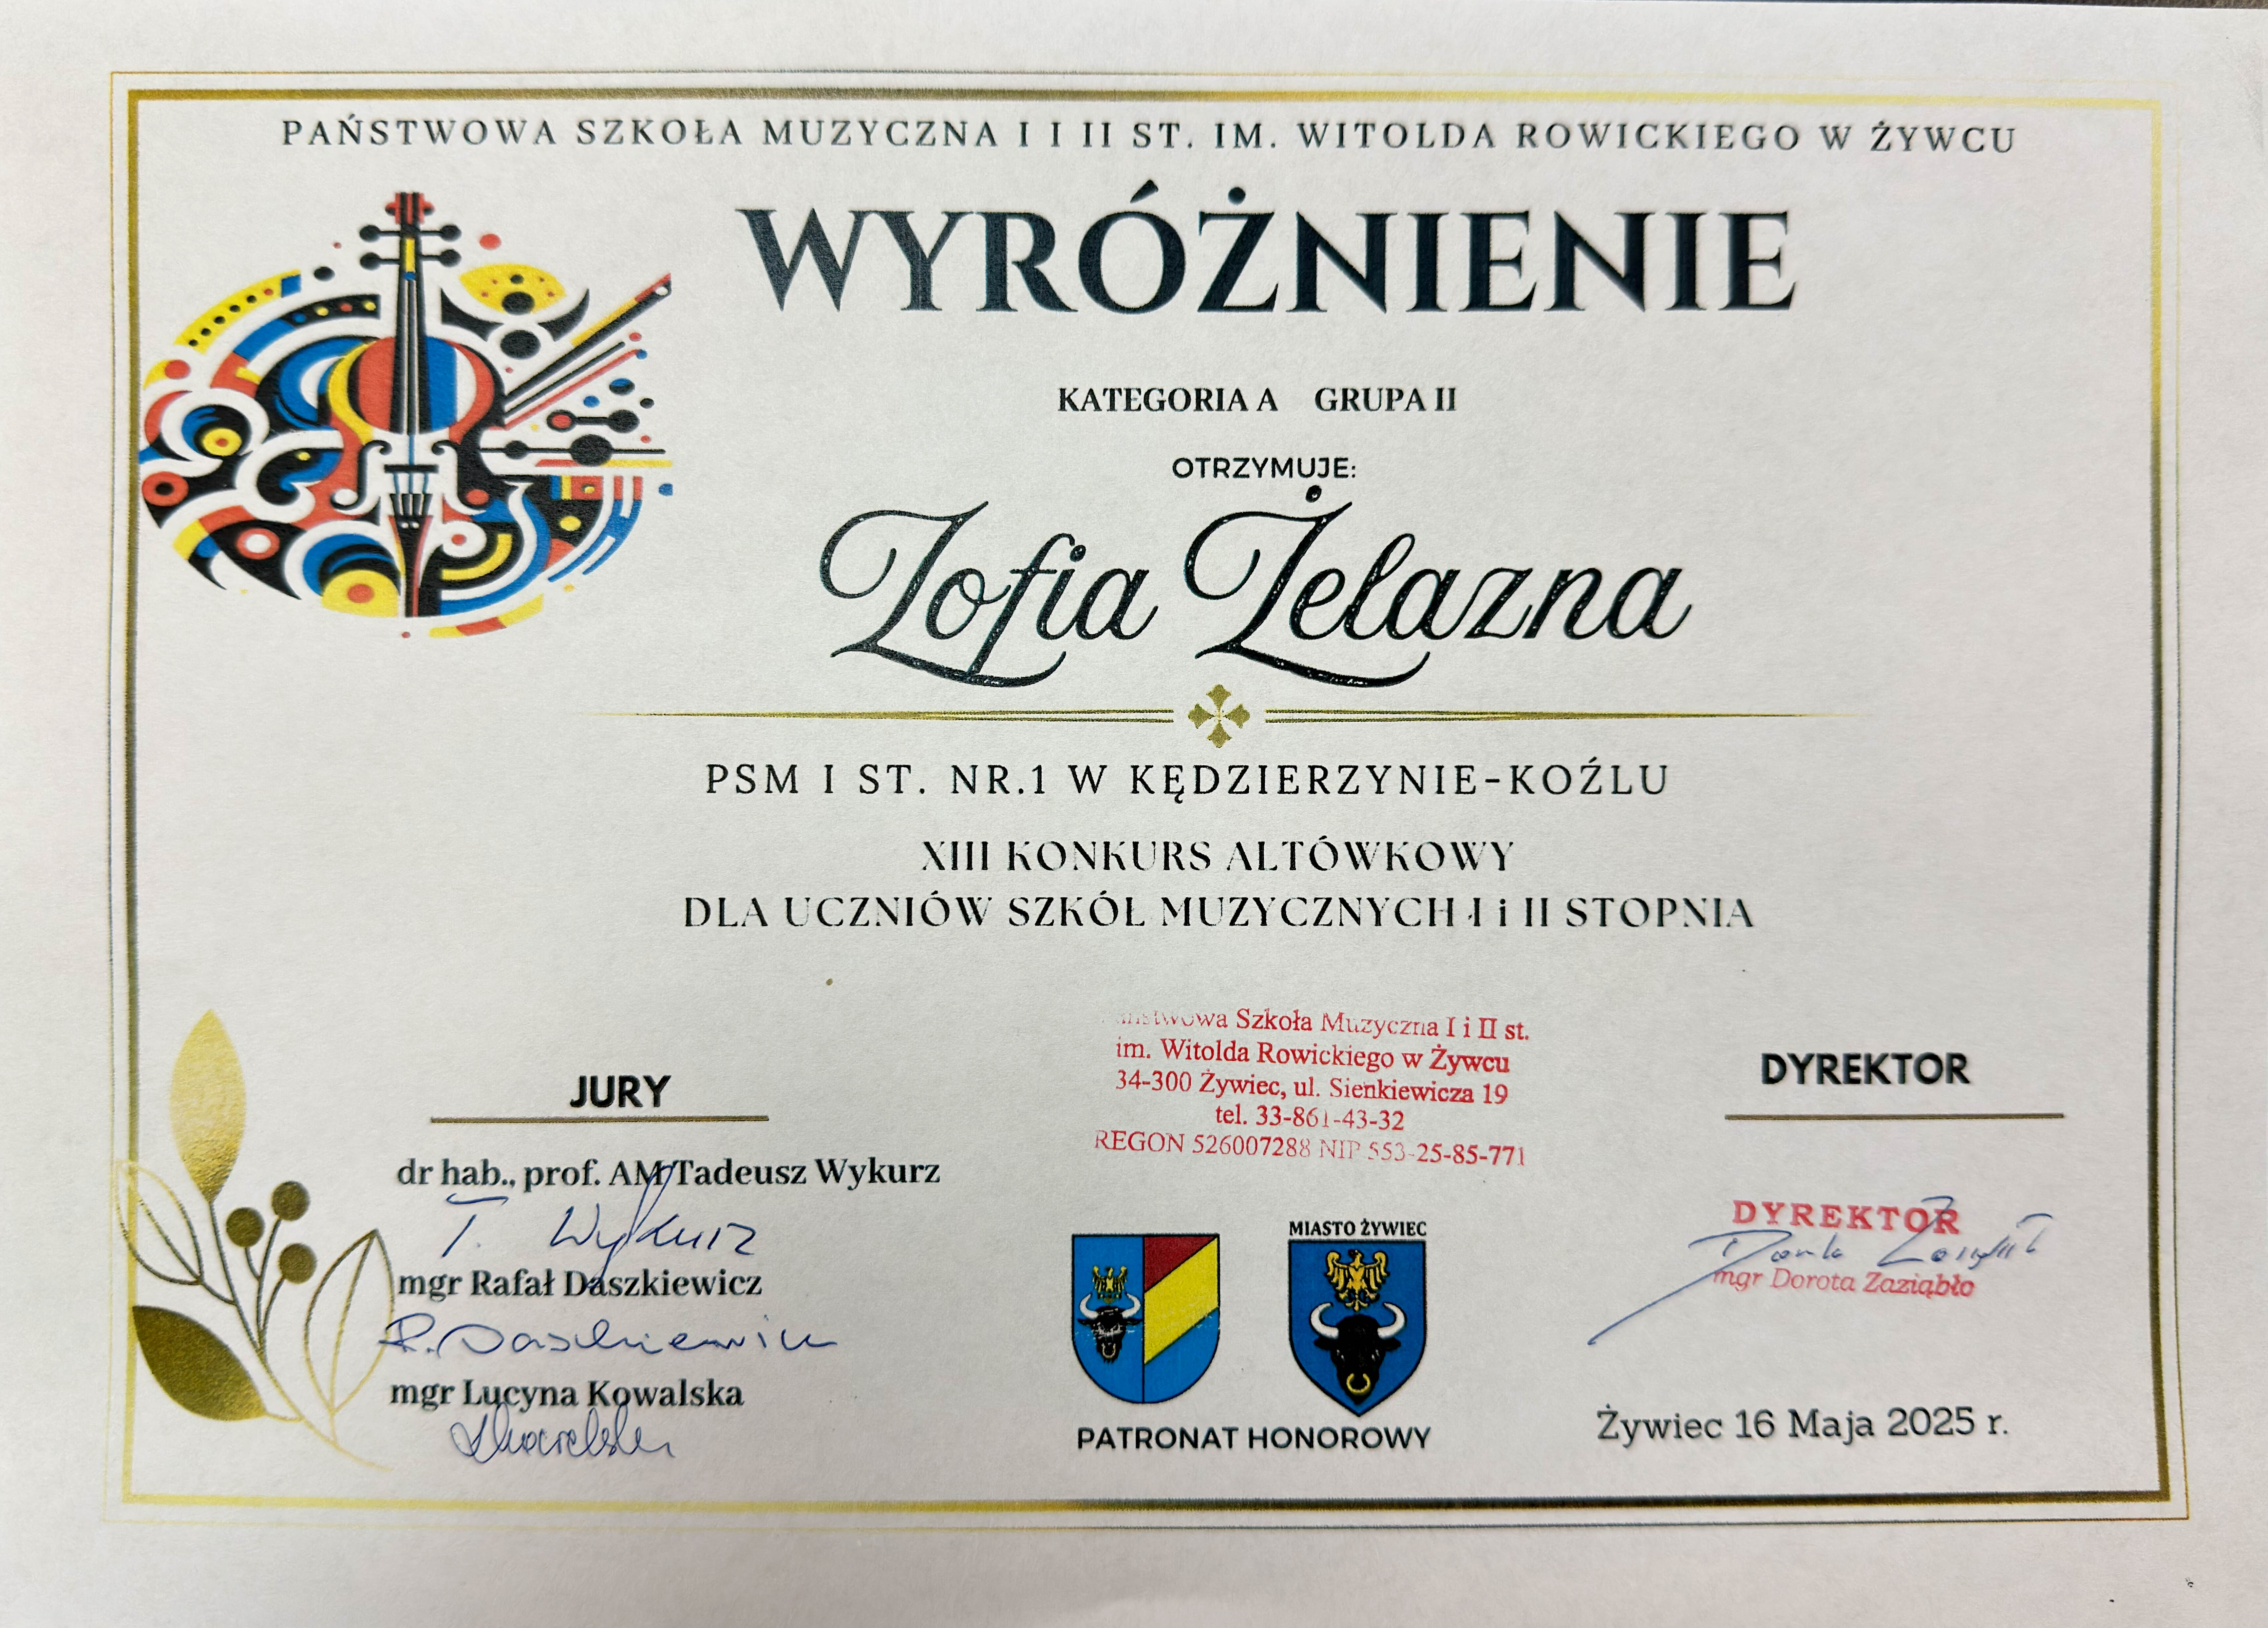 PAŃSTWOWA SZKOŁA MUZYCZNA I I II ST. IM. WITOLDA ROWICKIEGO W ŻYWCU
WYRÓŻNIENIE
KATEGORIA A GRUPA II
OTRZYMUJE:
Zofia Żelazna
PSM I ST. NR.1 W KĘDZIERZYNIE-KOŹLU
XIII KONKURS ALTÓWKOWY
DLA UCZNIÓW SZKÓŁ MUZYCZNYCH I i II STOPNIA
Państwowa Szkoła Muzyczna I i II st.
im. Witolda Rowickiego w Żywcu
34-300 Żywiec, ul. Sienkiewicza 19
tel. 33-861-43-32
REGON 526007288 NIP 553-25-85-771
JURY
dr hab., prof. AM Tadeusz Wykurz
T. Wykurz
mgr Rafał Daszkiewicz
R. Daszkiewicz
mgr Lucyna Kowalska
MIASTO ŻYWIEC
PATRONAT HONOROWY
DYREKTOR
DYREKTOR
mgr Dorota Zaziąbło
Żywiec 16 Maja 2025 r.